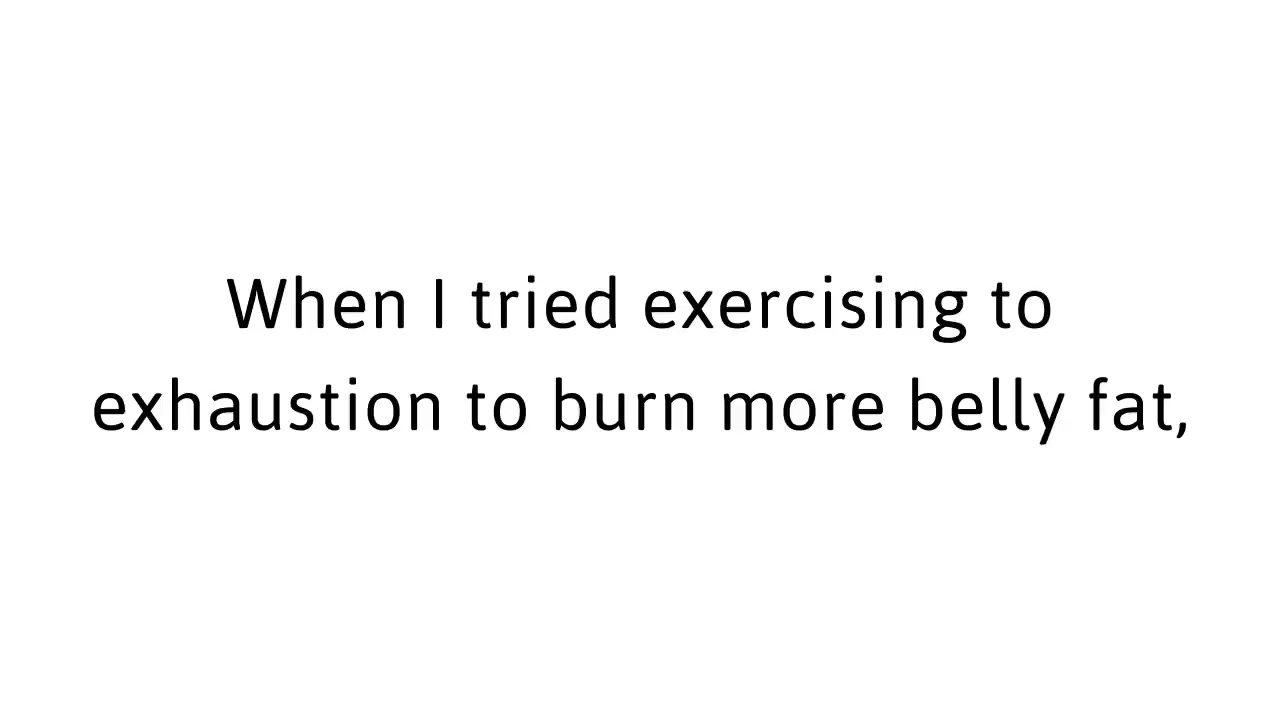 When I tried exercising to
exhaustion to burn more belly fat,